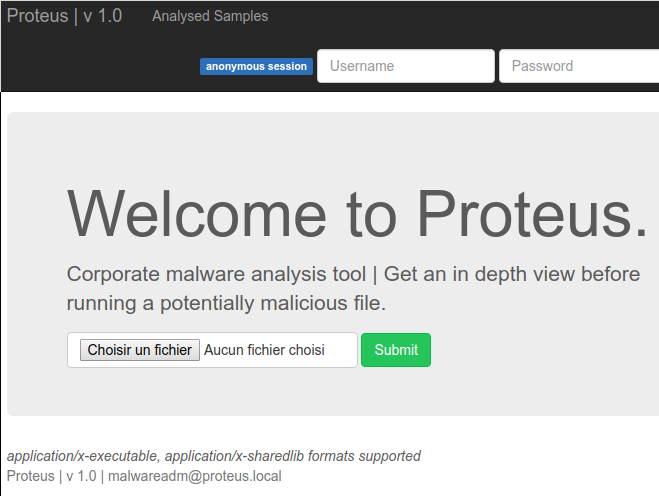 Proteus | v 1.0 Analysed Samples
anonymous session Username Password
Welcome to Proteus.
Corporate malware analysis tool | Get an in depth view before
running a potentially malicious file.
Choisir un fichier Aucun fichier choisi Submit
application/x-executable, application/x-sharedlib formats supported
Proteus | v 1.0 | malwareadm@proteus.local